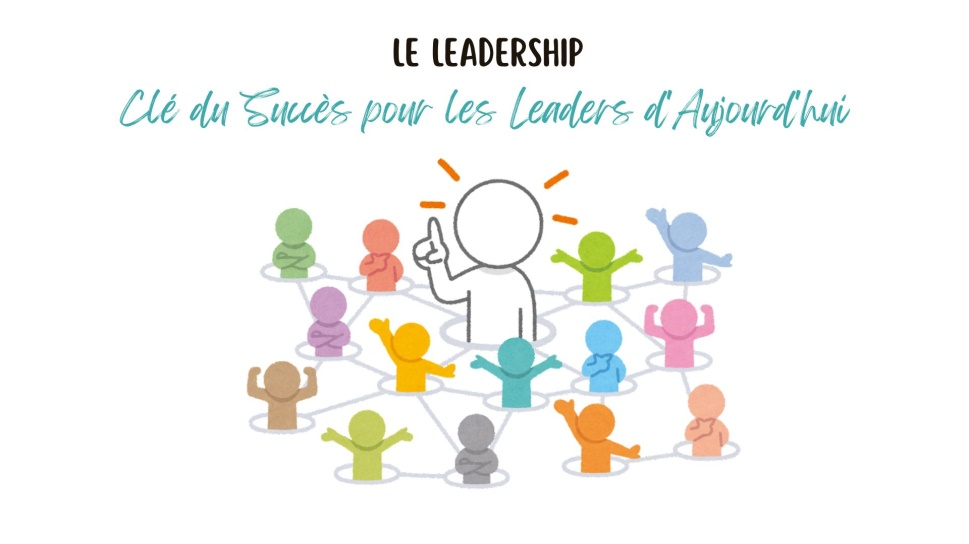 LE LEADERSHIP
Clé du Succès pour les Leaders d'Aujourd'hui